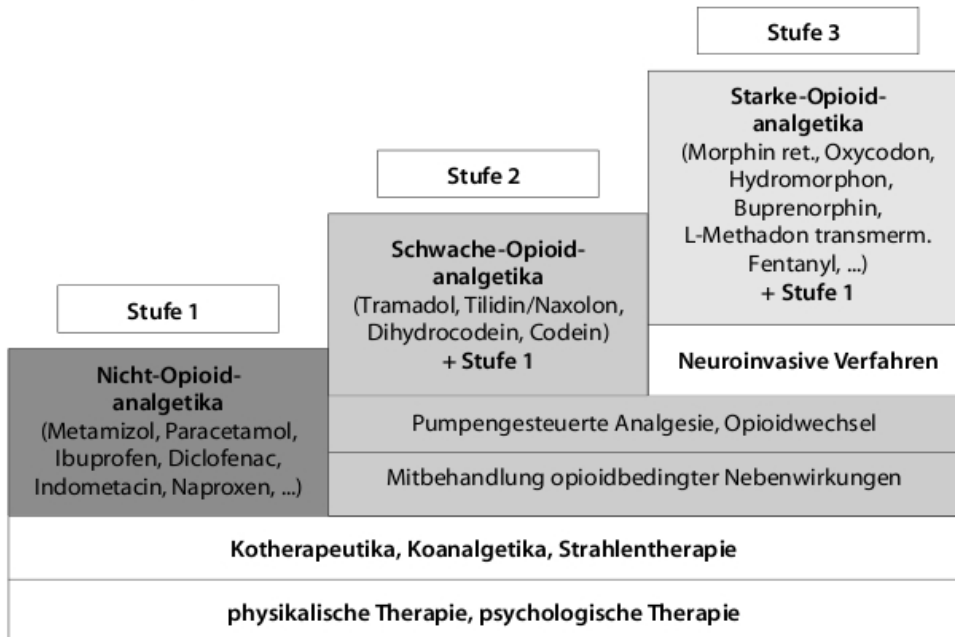 Stufe 3
Starke-Opioid-
analgetika
(Morphin ret., Oxycodon,
Hydromorphon,
Buprenorphin,
L-Methadon transmerm.
Fentanyl, ...)
+ Stufe 1
Neuroinvasive Verfahren
Stufe 2
Schwache-Opioid-
analgetika
(Tramadol, Tilidin/Naxolon,
Dihydrocodein, Codein)
+ Stufe 1
Stufe 1
Nicht-Opioid-
analgetika
(Metamizol, Paracetamol,
Ibuprofen, Diclofenac,
Indometacin, Naproxen, ...)
Pumpengesteuerte Analgesie, Opioidwechsel
Mitbehandlung opioidbedingter Nebenwirkungen
Kotherapeutika, Koanalgetika, Strahlentherapie
physikalische Therapie, psychologische Therapie